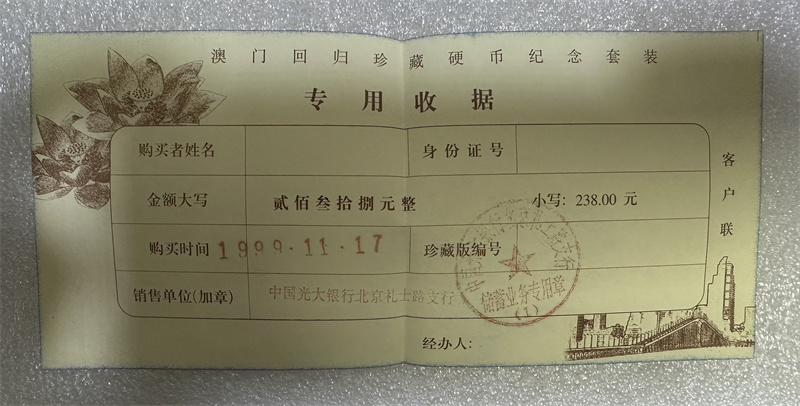 澳门回归珍藏硬币纪念套装
专用收据
购买者姓名
身份证号
金额大写 贰佰叁拾捌元整 小写: 238.00 元
购买时间 1999·11·17 珍藏版编号
销售单位(加章) 中国光大银行北京礼士路支行
经办人:
客户联
储蓄业务专用章
(1)